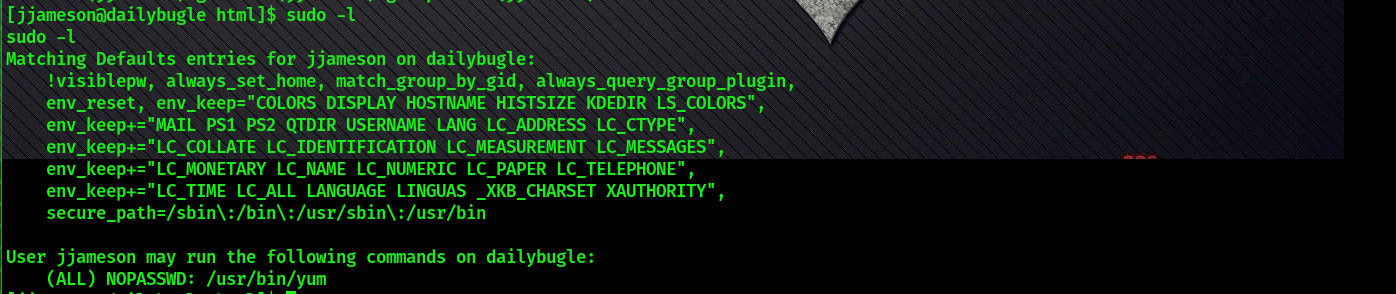 [jjameson@dailybugle html]$ sudo -l
sudo -l
Matching Defaults entries for jjameson on dailybugle:
    !visiblepw, always_set_home, match_group_by_gid, always_query_group_plugin,
    env_reset, env_keep="COLORS DISPLAY HOSTNAME HISTSIZE KDEDIR LS_COLORS",
    env_keep+="MAIL PS1 PS2 QTDIR USERNAME LANG LC_ADDRESS LC_CTYPE",
    env_keep+="LC_COLLATE LC_IDENTIFICATION LC_MEASUREMENT LC_MESSAGES",
    env_keep+="LC_MONETARY LC_NAME LC_NUMERIC LC_PAPER LC_TELEPHONE",
    env_keep+="LC_TIME LC_ALL LANGUAGE LINGUAS _XKB_CHARSET XAUTHORITY",
    secure_path=/sbin\:/bin\:/usr/sbin\:/usr/bin

User jjameson may run the following commands on dailybugle:
    (ALL) NOPASSWD: /usr/bin/yum